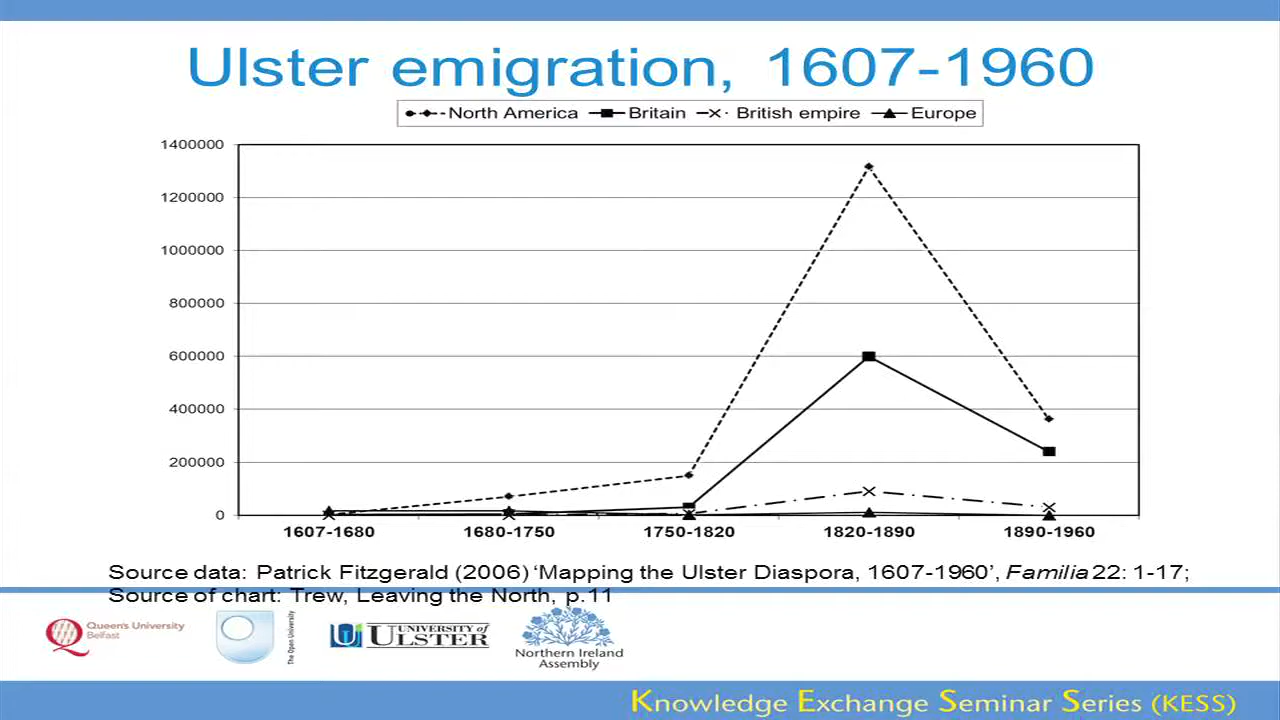 Ulster emigration, 1607-1960
North America Britain British empire Europe
1400000
1200000
1000000
800000
600000
400000
200000
0
1607-1680 1680-1750 1750-1820 1820-1890 1890-1960
Source data: Patrick Fitzgerald (2006) ‘Mapping the Ulster Diaspora, 1607-1960’, Familia 22: 1-17;
Source of chart: Trew, Leaving the North, p.11
Queen's University
Belfast
The Open University
UNIVERSITY of
ULSTER
Northern Ireland
Assembly
Knowledge Exchange Seminar Series (KESS)